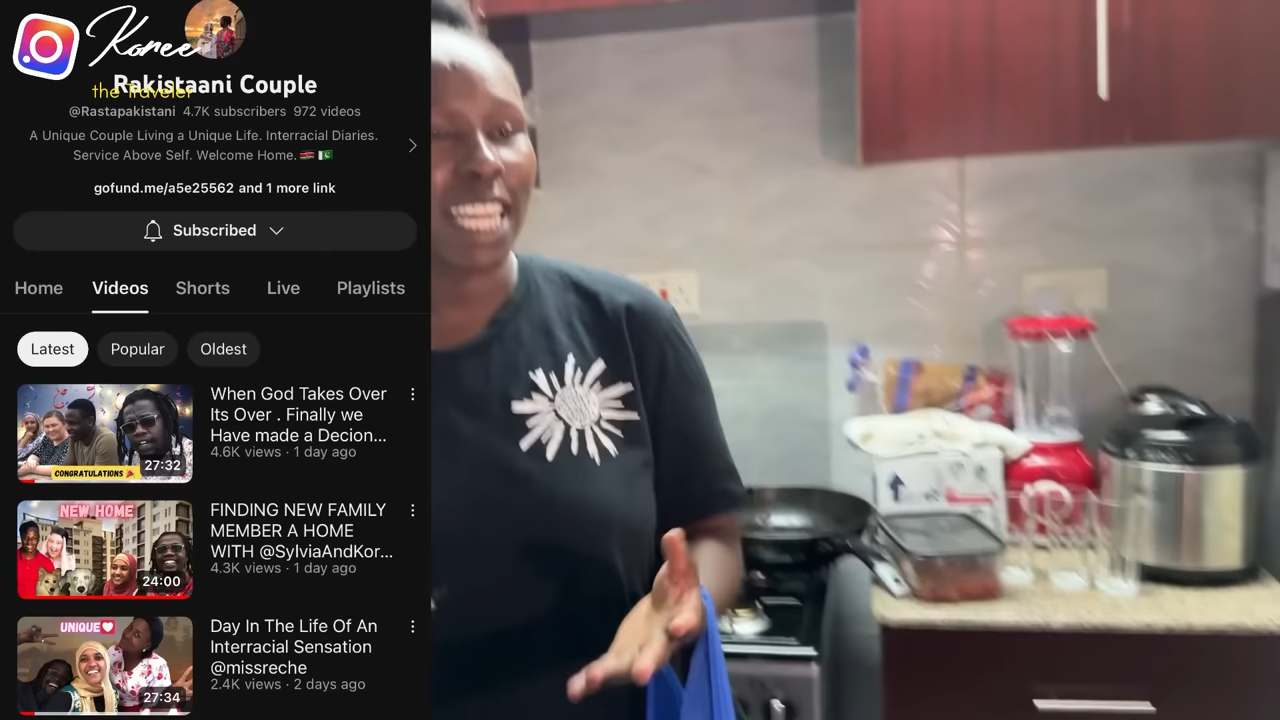 Koree
the Traveler
Rakistaani Couple
@Rastapakistani 4.7K subscribers 972 videos
A Unique Couple Living a Unique Life. Interracial Diaries.
Service Above Self. Welcome Home.🇰🇪 🇵🇰
gofund.me/a5e25562 and 1 more link
Subscribed
Home Videos Shorts Live Playlists
Latest Popular Oldest
CONGRATULATIONS 🎉
27:32
When God Takes Over
Its Over . Finally we
Have made a Decion...
4.6K views · 1 day ago
NEW HOME
24:00
FINDING NEW FAMILY
MEMBER A HOME
WITH @SylviaAndKor...
4.3K views · 1 day ago
UNIQUE
27:34
Day In The Life Of An
Interracial Sensation
@missreche
2.4K views · 2 days ago